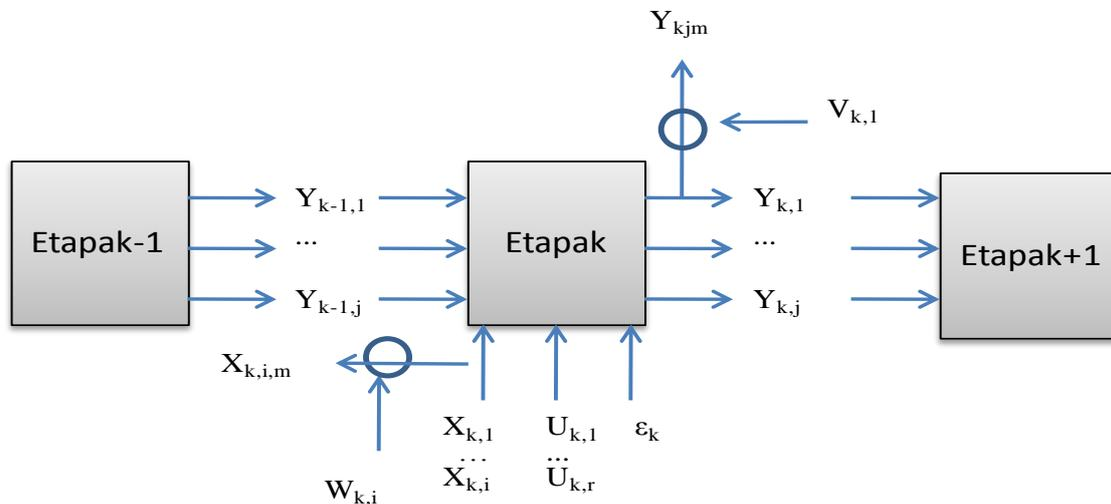 Y_kjm
V_k,1
Etapak-1
Y_k-1,1
...
Y_k-1,j
Etapak
Y_k,1
...
Y_k,j
Etapak+1
X_k,i,m
W_k,i
X_k,1
...
X_k,i
U_k,1
...
U_k,r
ε_k